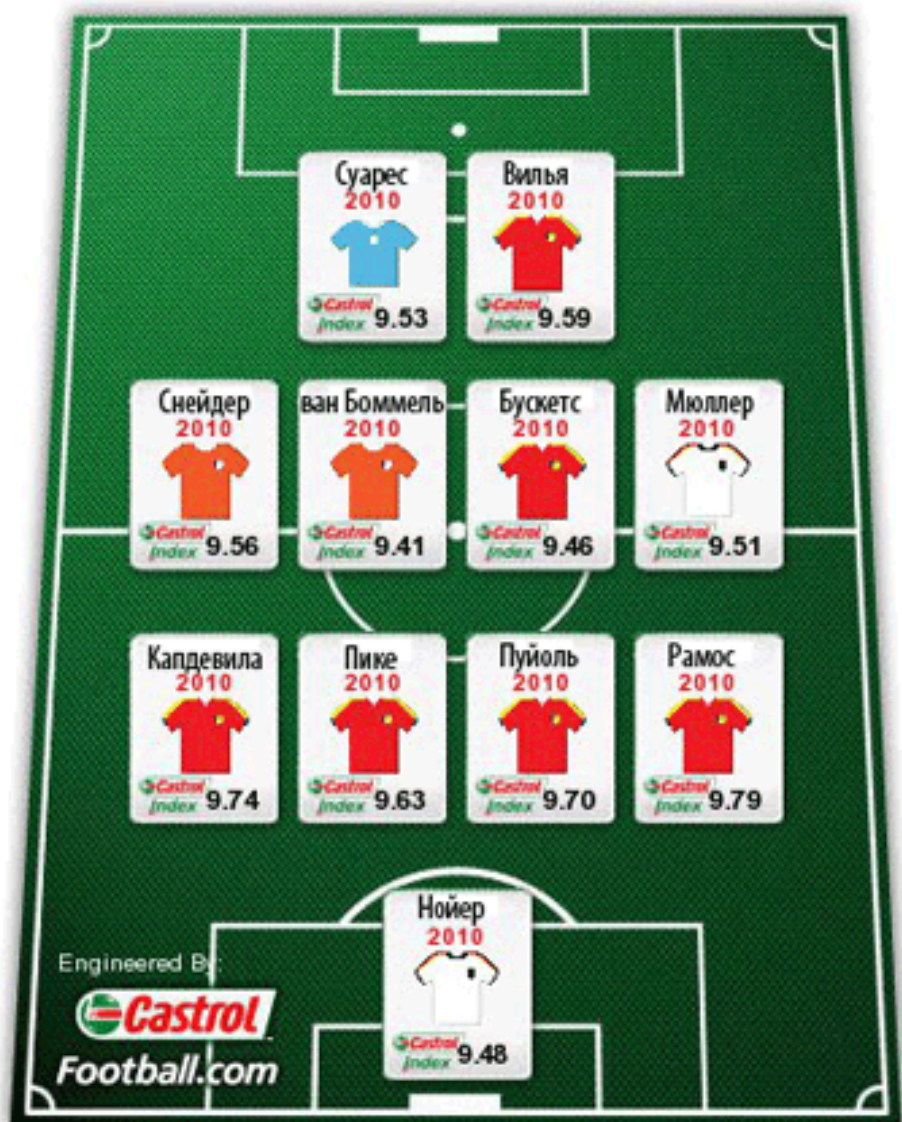 Суарес
2010
Castrol
Index 9.53
Вилья
2010
Castrol
Index 9.59
Снейдер
2010
Castrol
Index 9.56
ван Боммель
2010
Castrol
Index 9.41
Бускетс
2010
Castrol
Index 9.46
Мюллер
2010
Castrol
Index 9.51
Капдевила
2010
Castrol
Index 9.74
Пике
2010
Castrol
Index 9.63
Пуйоль
2010
Castrol
Index 9.70
Рамос
2010
Castrol
Index 9.79
Нойер
2010
Castrol
Index 9.48
Engineered By:
Castrol
Football.com